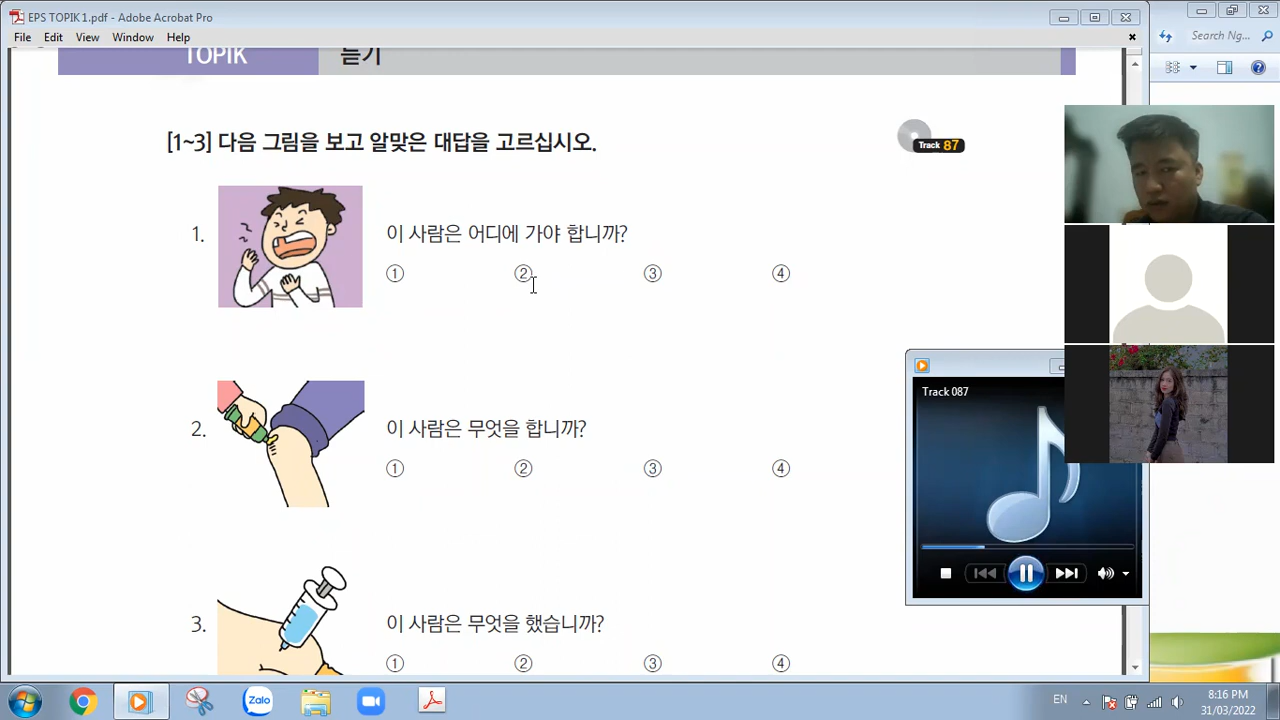 EPS TOPIK 1.pdf - Adobe Acrobat Pro
File Edit View Window Help
Search Ng...
TOPIK 듣기
[1~3] 다음 그림을 보고 알맞은 대답을 고르십시오.
Track 87
1. 이 사람은 어디에 가야 합니까?
① ② ③ ④
2. 이 사람은 무엇을 합니까?
① ② ③ ④
Track 087
3. 이 사람은 무엇을 했습니까?
① ② ③ ④
Zalo
EN
8:16 PM
31/03/2022